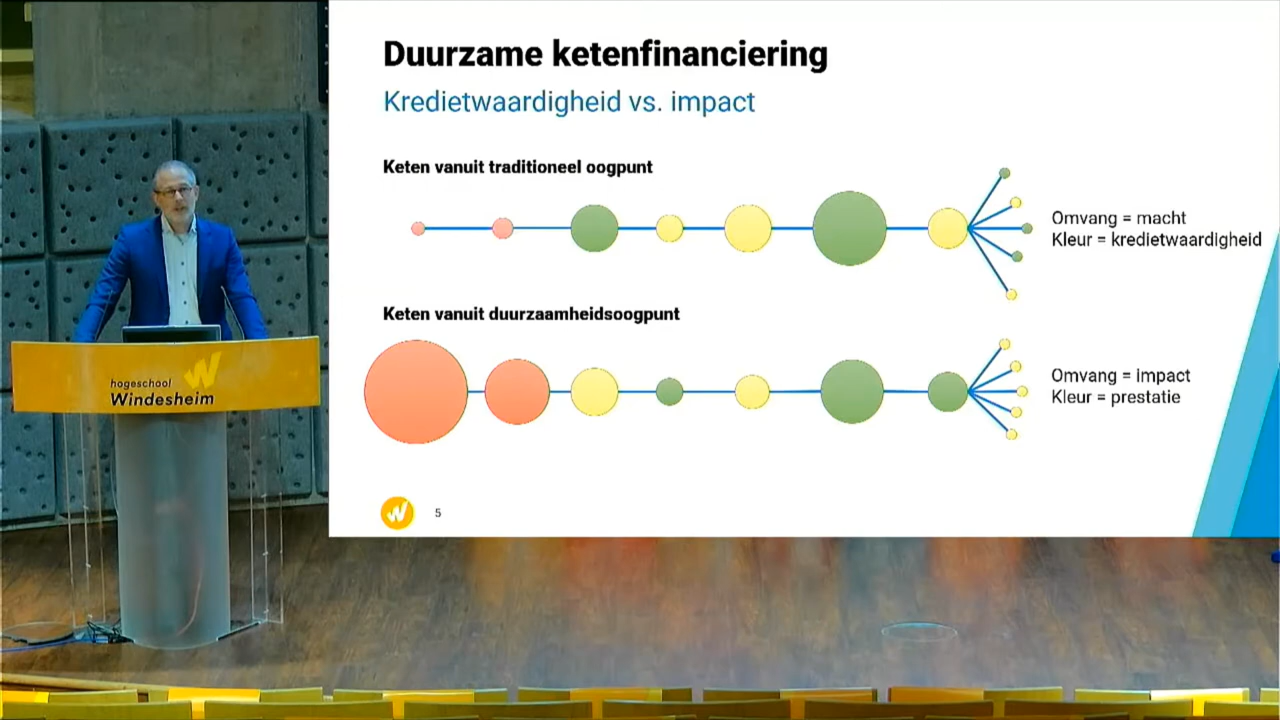 Duurzame ketenfinanciering
Kredietwaardigheid vs. impact
Keten vanuit traditioneel oogpunt
Omvang = macht
Kleur = kredietwaardigheid
Keten vanuit duurzaamheidsoogpunt
Omvang = impact
Kleur = prestatie
5
hogeschool
Windesheim